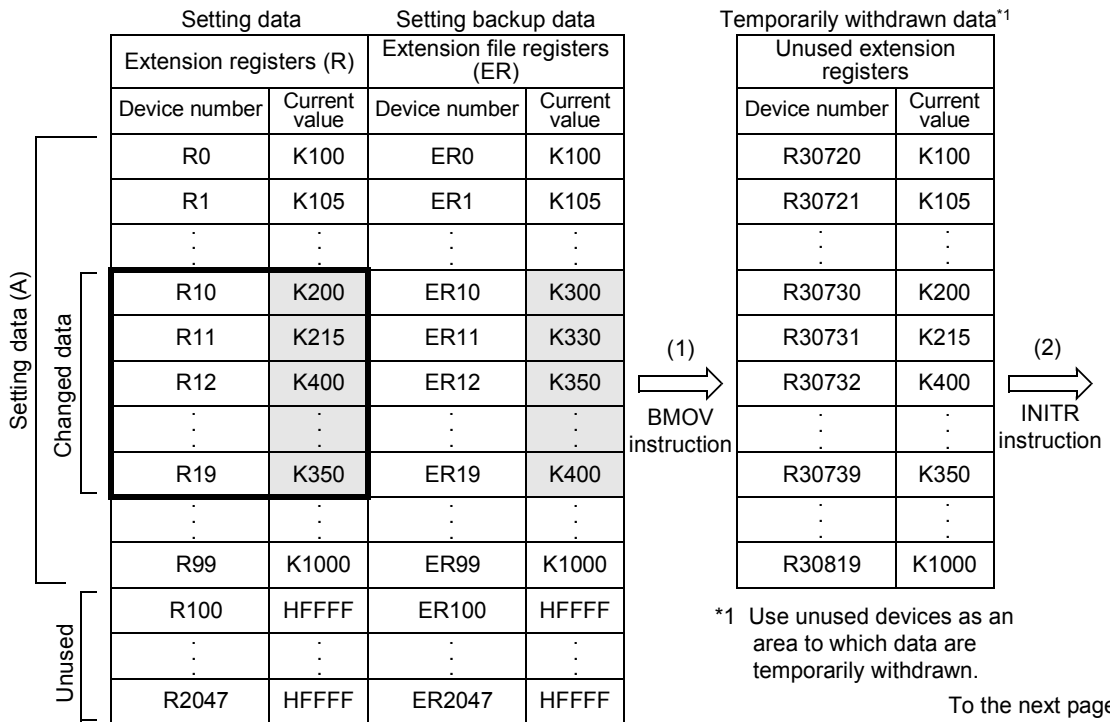 Setting data Setting backup data Temporarily withdrawn data*1
Extension registers (R) Extension file registers (ER) Unused extension registers
Device number Current value Device number Current value Device number Current value
R0 K100 ER0 K100 R30720 K100
R1 K105 ER1 K105 R30721 K105
: : : : : :
R10 K200 ER10 K300 R30730 K200
R11 K215 ER11 K330 R30731 K215
R12 K400 ER12 K350 R30732 K400
: : : : : :
R19 K350 ER19 K400 R30739 K350
: : : : : :
R99 K1000 ER99 K1000 R30819 K1000
R100 HFFFF ER100 HFFFF
: : : :
R2047 HFFFF ER2047 HFFFF
Setting data (A)
Changed data
Unused
(1)
BMOV
instruction
(2)
INITR
instruction
*1 Use unused devices as an
area to which data are
temporarily withdrawn.
To the next page